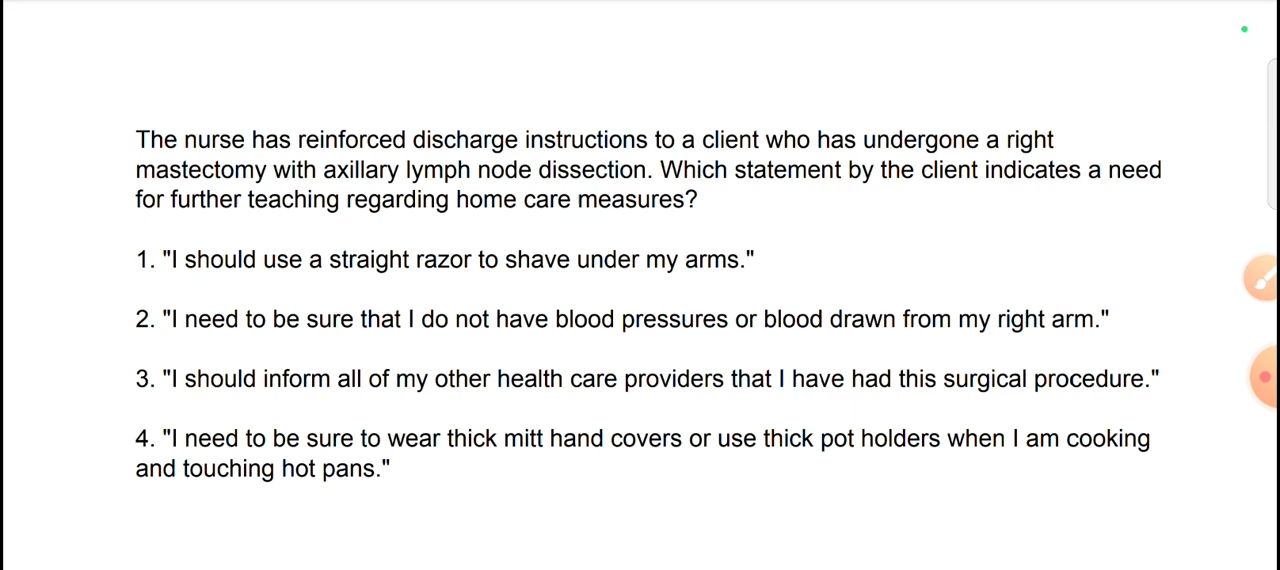 The nurse has reinforced discharge instructions to a client who has undergone a right
mastectomy with axillary lymph node dissection. Which statement by the client indicates a need
for further teaching regarding home care measures?
1. "I should use a straight razor to shave under my arms."
2. "I need to be sure that I do not have blood pressures or blood drawn from my right arm."
3. "I should inform all of my other health care providers that I have had this surgical procedure."
4. "I need to be sure to wear thick mitt hand covers or use thick pot holders when I am cooking
and touching hot pans."